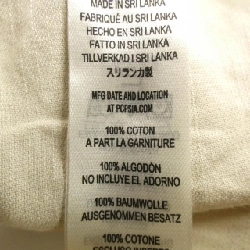 MADE IN SRI LANKA
FABRIQUÉ AU SRI LANKA
HECHO EN SRI LANKA
FATTO IN SRI LANKA
TILLVERKAD I SRI LANKA
スリランカ製
MFG DATE AND LOCATION
AT PCPSIA.COM
100% COTON
A PART LA GARNITURE
100% ALGODÓN
NO INCLUYE EL ADORNO
100% BAUMWOLLE
AUSGENOMMEN BESATZ
100% COTONE